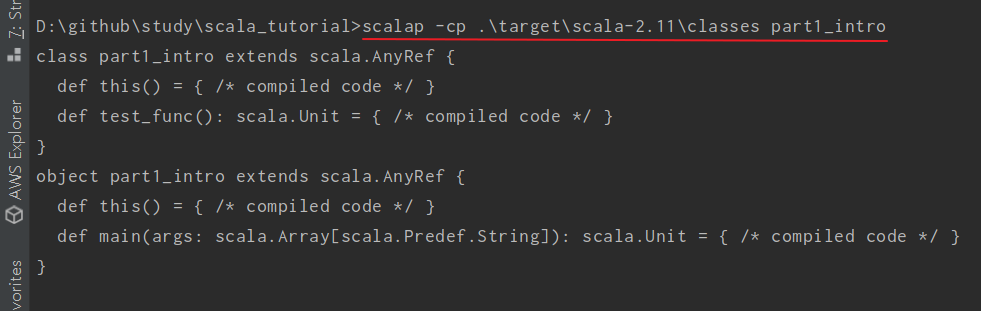 D:\github\study\scala_tutorial>scalap -cp .\target\scala-2.11\classes part1_intro
class part1_intro extends scala.AnyRef {
  def this() = { /* compiled code */ }
  def test_func(): scala.Unit = { /* compiled code */ }
}
object part1_intro extends scala.AnyRef {
  def this() = { /* compiled code */ }
  def main(args: scala.Array[scala.Predef.String]): scala.Unit = { /* compiled code */ }
}
7: Str
AWS Explorer
vorites